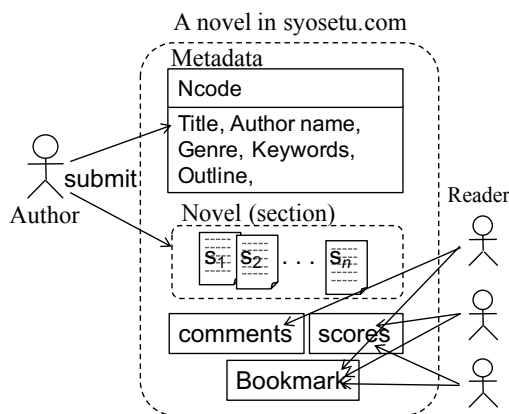 A novel in syosetu.com
Metadata
Ncode
Title, Author name,
Genre, Keywords,
Outline,
submit
Author
Novel (section)
S1 S2 . . . Sn
Reader
comments
scores
Bookmark